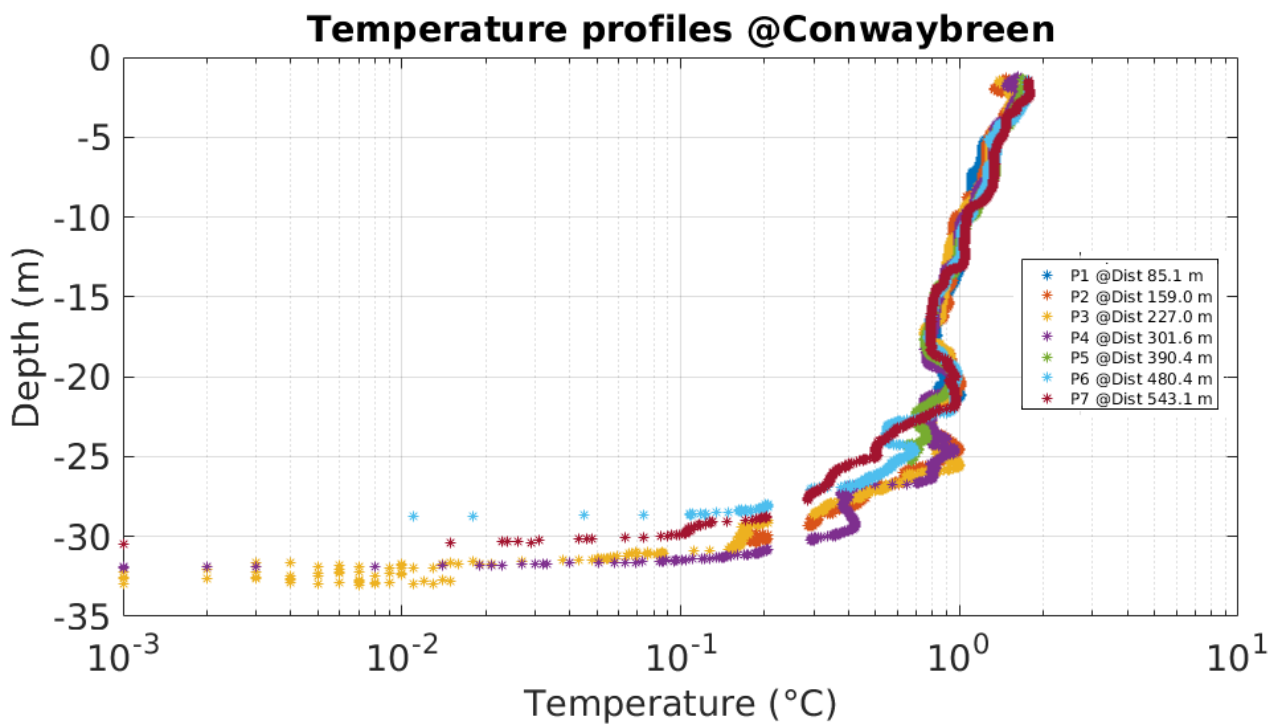 Temperature profiles @Conwaybreen
0
-5
-10
-15
-20
-25
-30
-35
Depth (m)
P1 @Dist 85.1 m
P2 @Dist 159.0 m
P3 @Dist 227.0 m
P4 @Dist 301.6 m
P5 @Dist 390.4 m
P6 @Dist 480.4 m
P7 @Dist 543.1 m
10⁻³ 10⁻² 10⁻¹ 10⁰ 10¹
Temperature (°C)